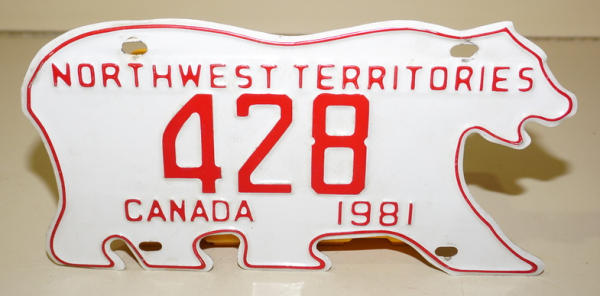 NORTHWEST TERRITORIES
428
CANADA 1981